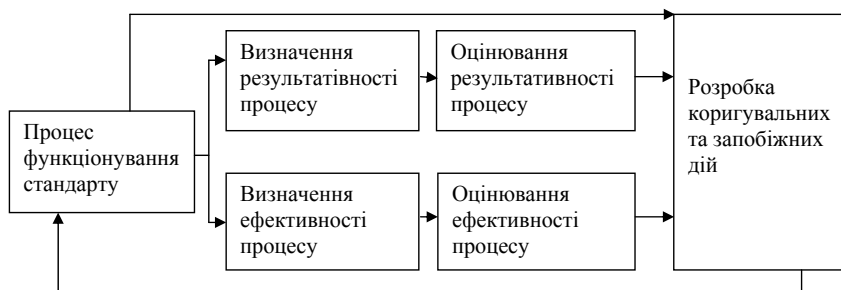 Процес
функціонування
стандарту
Визначення
результатівності
процесу
Оцінювання
результативності
процесу
Визначення
ефективності
процесу
Оцінювання
ефективності
процесу
Розробка
коригувальних
та запобіжних
дій